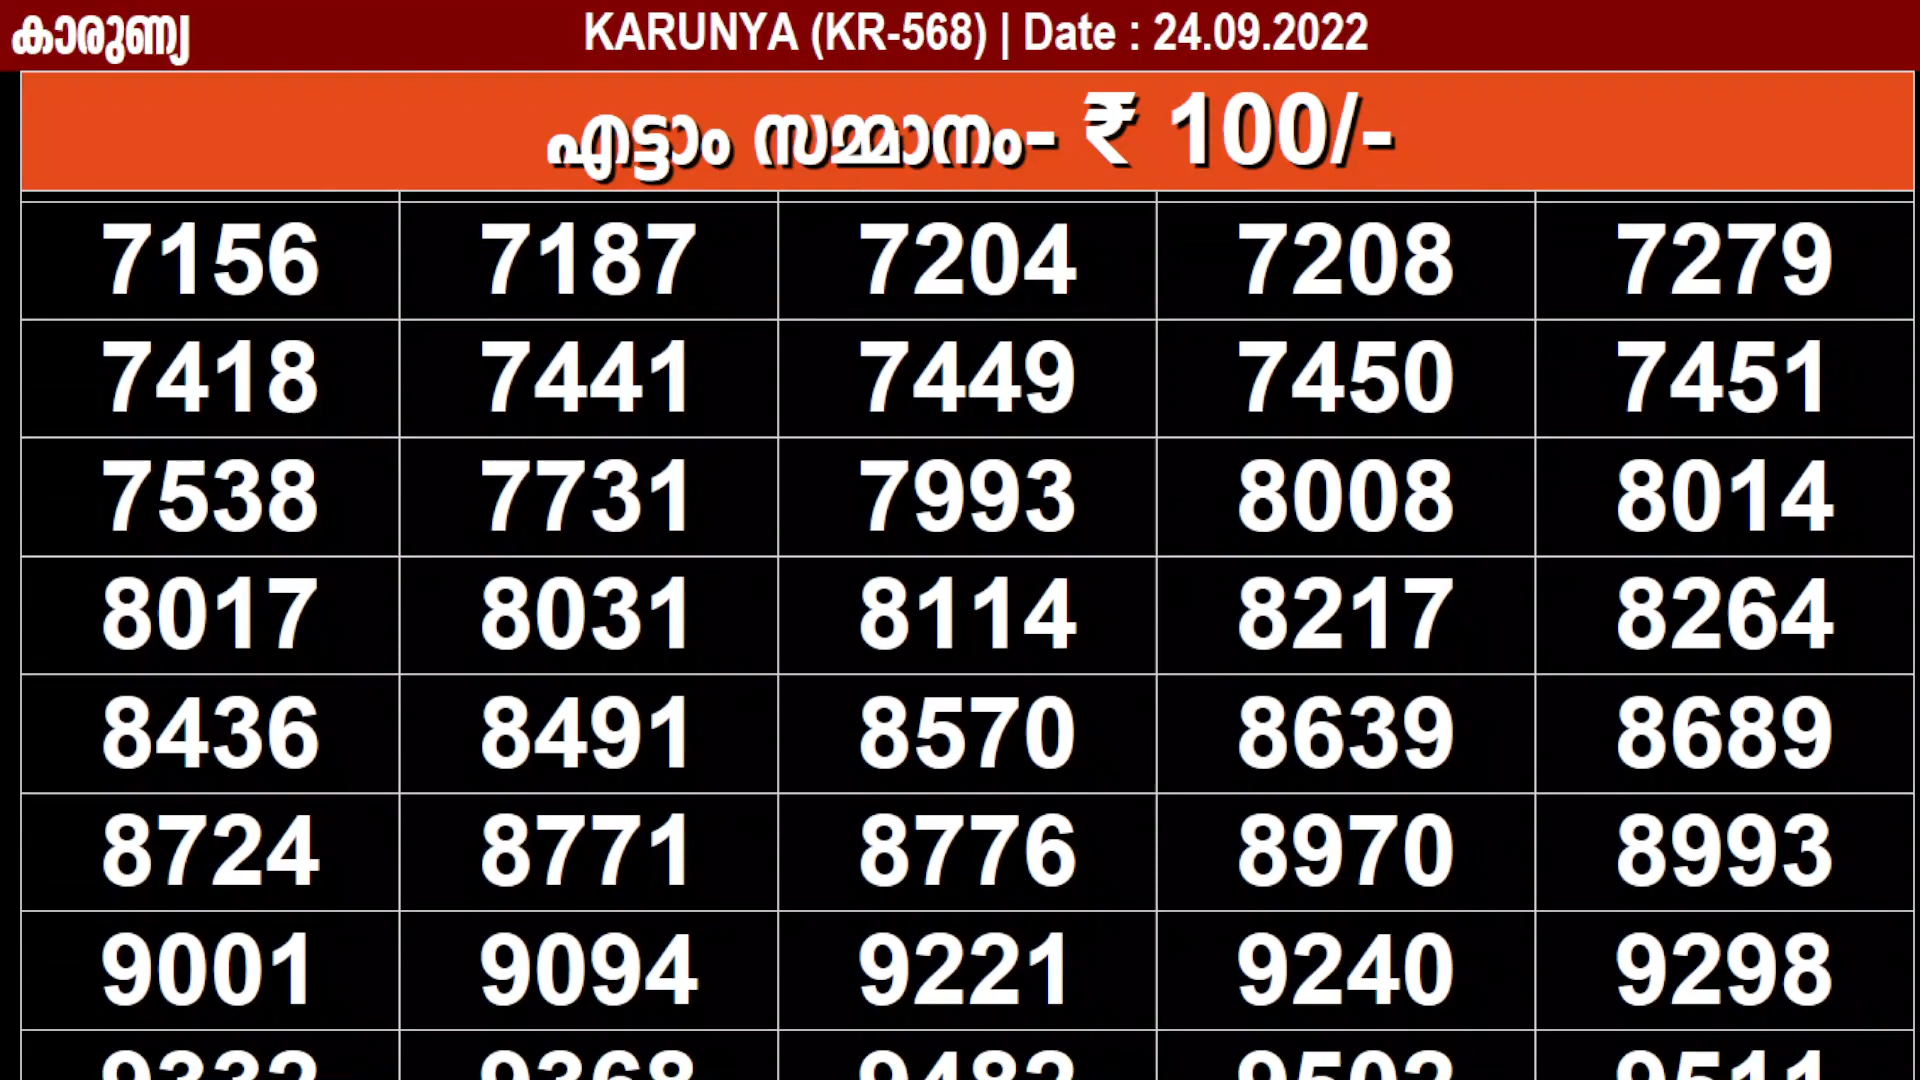 കാരുണ്യ KARUNYA (KR-568) | Date : 24.09.2022
എട്ടാം സമ്മാനം- ₹ 100/-
7156 7187 7204 7208 7279
7418 7441 7449 7450 7451
7538 7731 7993 8008 8014
8017 8031 8114 8217 8264
8436 8491 8570 8639 8689
8724 8771 8776 8970 8993
9001 9094 9221 9240 9298